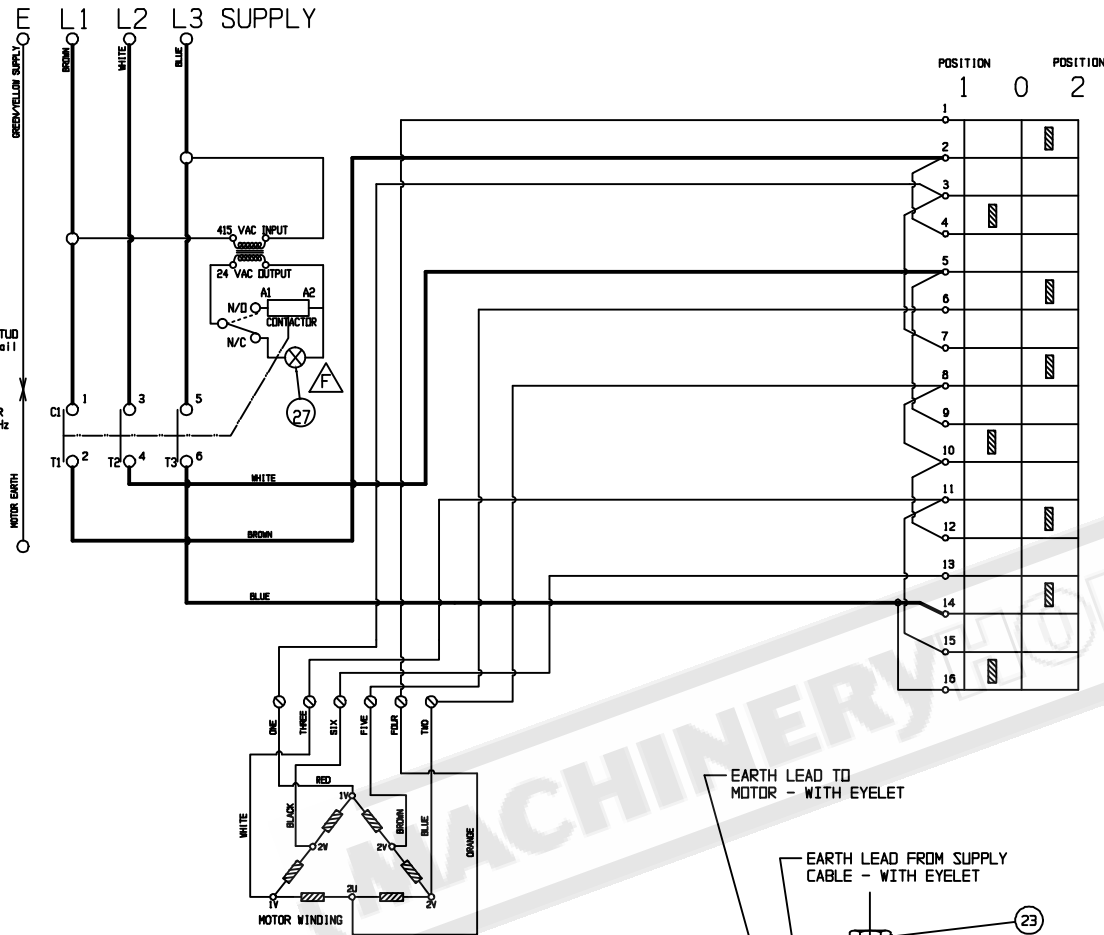 E L1 L2 L3 SUPPLY
GREEN/YELLOW SUPPLY
BROWN
WHITE
BLUE
POSITION
POSITION
1 0 2
415 VAC INPUT
24 VAC OUTPUT
A1 A2
N/O
CONTACTOR
N/C
F
27
TUD
ail
R
Hz
C1 1 3 5
T1 2 T2 4 T3 6
MOTOR EARTH
WHITE
BROWN
BLUE
1
2
3
4
5
6
7
8
9
10
11
12
13
14
15
16
ONE
THREE
SIX
FIVE
FOUR
TWO
RED
WHITE
BLACK
BROWN
BLUE
ORANGE
1V
2W
2V
1V
2U
2V
MOTOR WINDING
EARTH LEAD TO
MOTOR - WITH EYELET
EARTH LEAD FROM SUPPLY
CABLE - WITH EYELET
23
MACHINERYHO